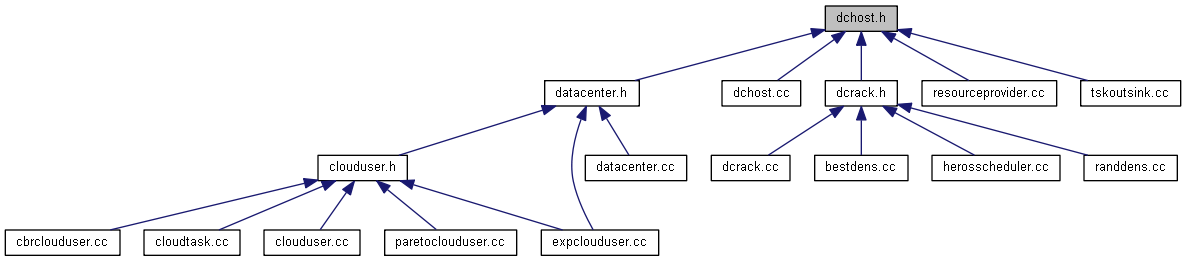 dchost.h
datacenter.h
dchost.cc
dcrack.h
resourceprovider.cc
tskoutsink.cc
clouduser.h
datacenter.cc
dcrack.cc
bestdens.cc
herosscheduler.cc
randdens.cc
cbrclouduser.cc
cloudtask.cc
clouduser.cc
paretoclouduser.cc
expclouduser.cc